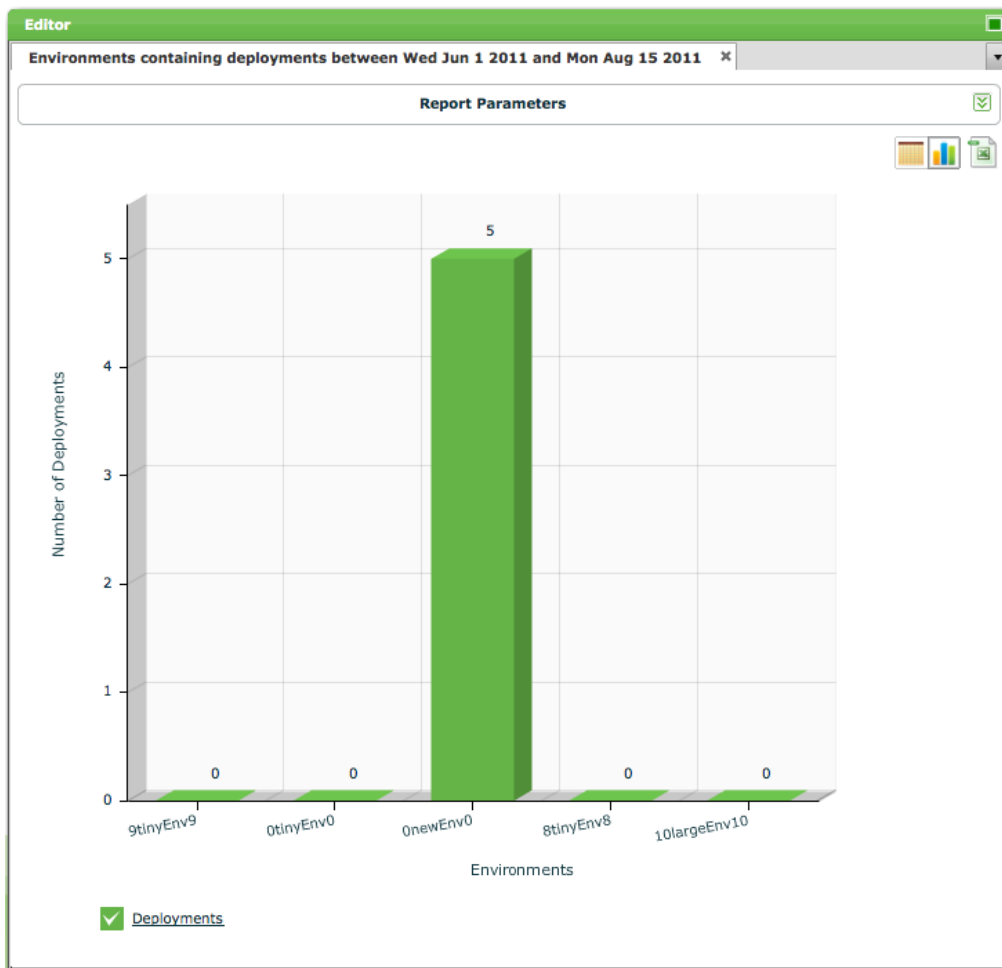 Editor
Environments containing deployments between Wed Jun 1 2011 and Mon Aug 15 2011
Report Parameters
5
5
4
3
2
1
0
0
0
0
0
9tinyEnv9
0tinyEnv0
0newEnv0
8tinyEnv8
10largeEnv10
Number of Deployments
Environments
Deployments